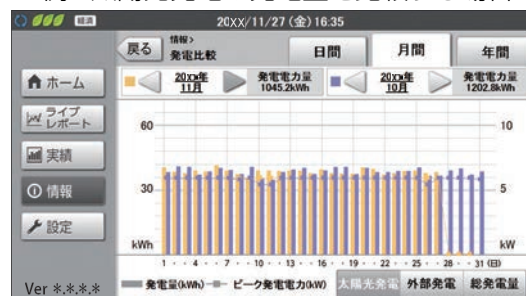 経済 20XX/11/27 (金) 16:35
戻る 情報> 発電比較 日間 月間 年間
ホーム
20xx年 11月 発電電力量 1045.2kWh 20xx年 10月 発電電力量 1202.8kWh
ライブ レポート
実績
情報
設定
60 10
30 5
kWh kW
1 ・ ・ 4 ・ ・ 7 ・ ・ 10 ・ ・ 13 ・ ・ 16 ・ ・ 19 ・ ・ 22 ・ ・ 25 ・ ・ 28 ・ ・ 31 (日)
発電量(kWh) ピーク発電電力(kW) 太陽光発電 外部発電 総発電量
Ver *.*.*.*